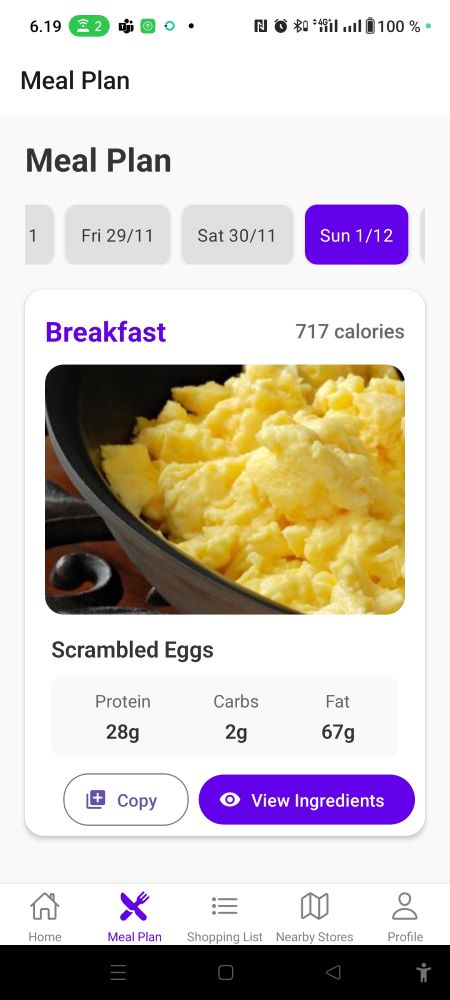 6.19 2 4G 100 %
Meal Plan
Meal Plan
1 Fri 29/11 Sat 30/11 Sun 1/12
Breakfast 717 calories
Scrambled Eggs
Protein Carbs Fat
28g 2g 67g
Copy View Ingredients
Home Meal Plan Shopping List Nearby Stores Profile